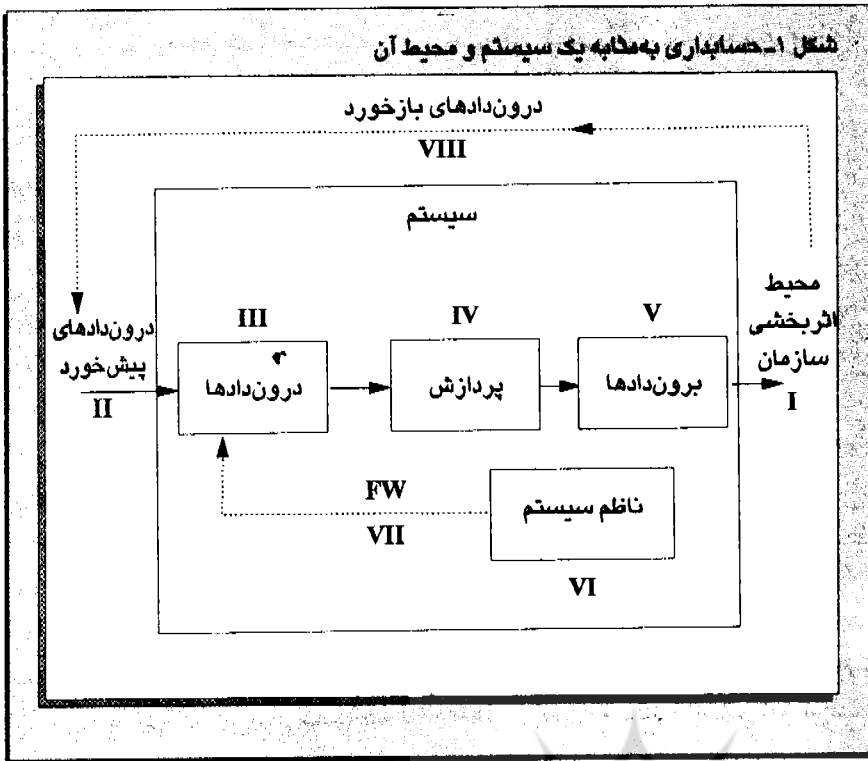 شکل ۱ـ حسابداری به‌مثابه یک سیستم و محیط آن
درون‌دادهای بازخورد
VIII
سیستم
محیط
اثربخشی
سازمان
I
درون‌دادهای
پیش‌خورد
II
III
درون‌دادها
IV
پردازش
V
برون‌دادها
FW
VII
ناظم سیستم
VI